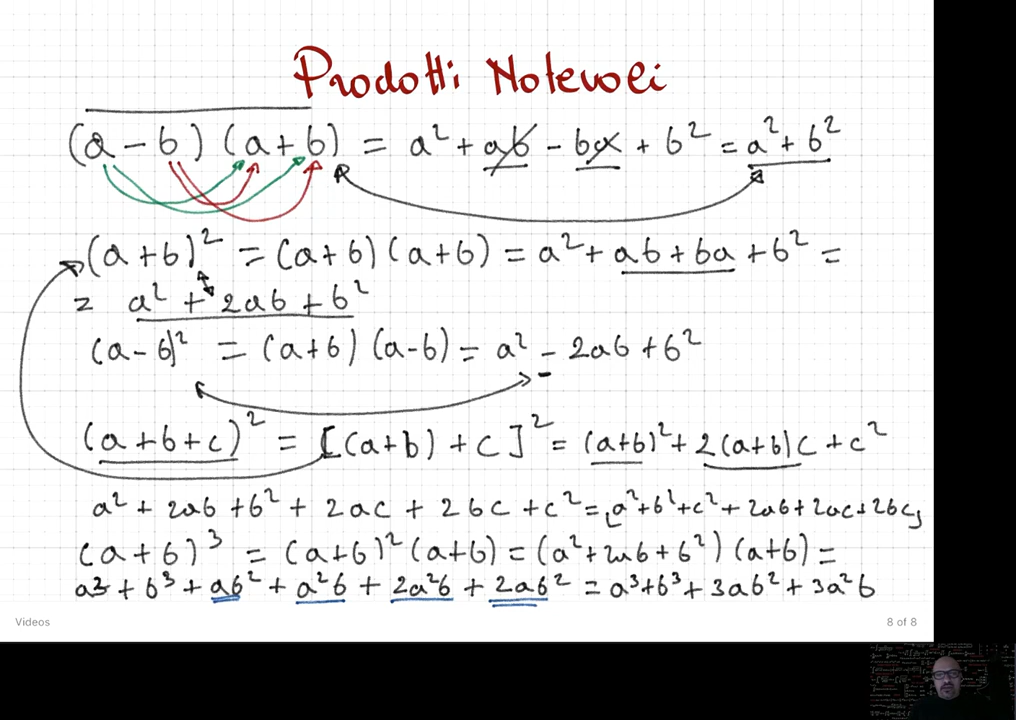 Prodotti Notevoli
(a - b) (a + b) = a² + ab - ba + b² = a² + b²
(a + b)² = (a + b) (a + b) = a² + ab + ba + b² =
= a² + 2ab + b²
(a - b)² = (a + b) (a - b) = a² - 2ab + b²
(a + b + c)² = [(a + b) + c]² = (a + b)² + 2(a + b)c + c²
a² + 2ab + b² + 2ac + 2bc + c² = [a² + b² + c² + 2ab + 2ac + 2bc]
(a + b)³ = (a + b)² (a + b) = (a² + 2ab + b²) (a + b) =
a³ + b³ + ab² + a²b + 2a²b + 2ab² = a³ + b³ + 3ab² + 3a²b
Videos 8 of 8